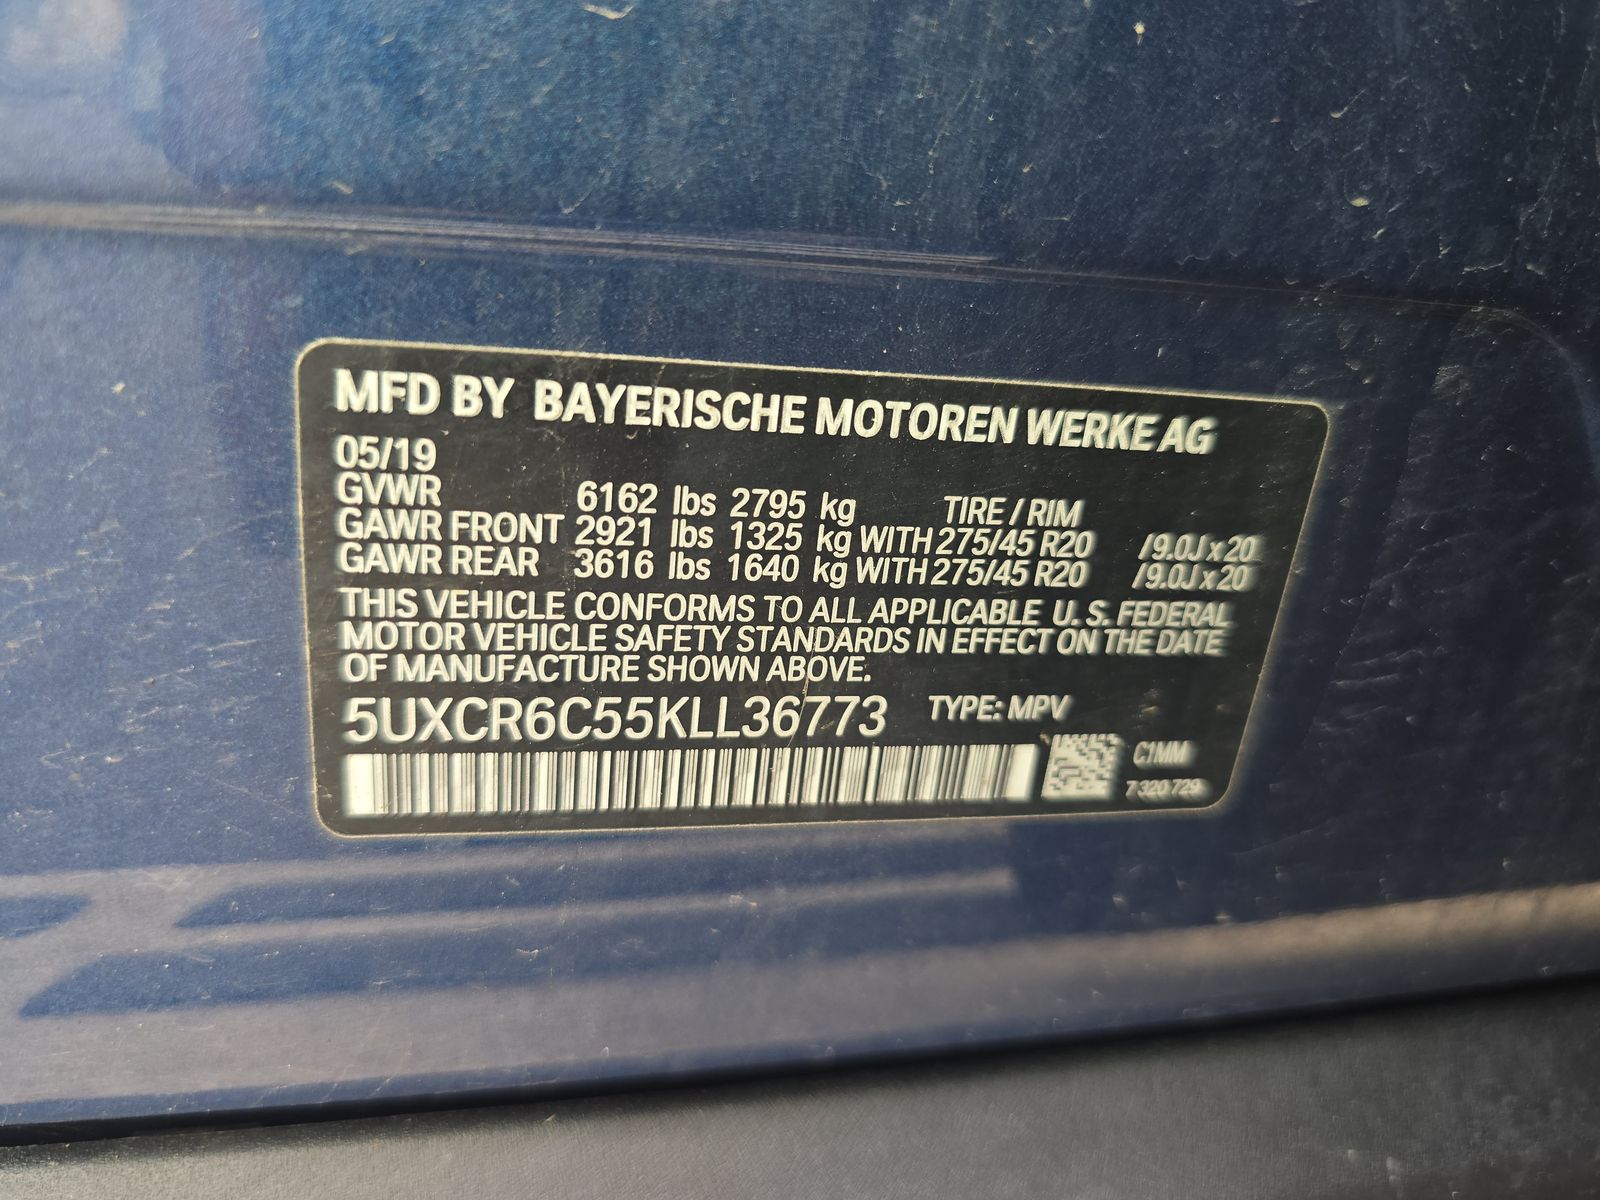 MFD BY BAYERISCHE MOTOREN WERKE AG
05/19
GVWR 6162 lbs 2795 kg TIRE / RIM
GAWR FRONT 2921 lbs 1325 kg WITH 275/45 R20 /9.0J x 20
GAWR REAR 3616 lbs 1640 kg WITH 275/45 R20 /9.0J x 20
THIS VEHICLE CONFORMS TO ALL APPLICABLE U.S. FEDERAL
MOTOR VEHICLE SAFETY STANDARDS IN EFFECT ON THE DATE
OF MANUFACTURE SHOWN ABOVE.
5UXCR6C55KLL36773 TYPE: MPV
C1MM
7 320 729